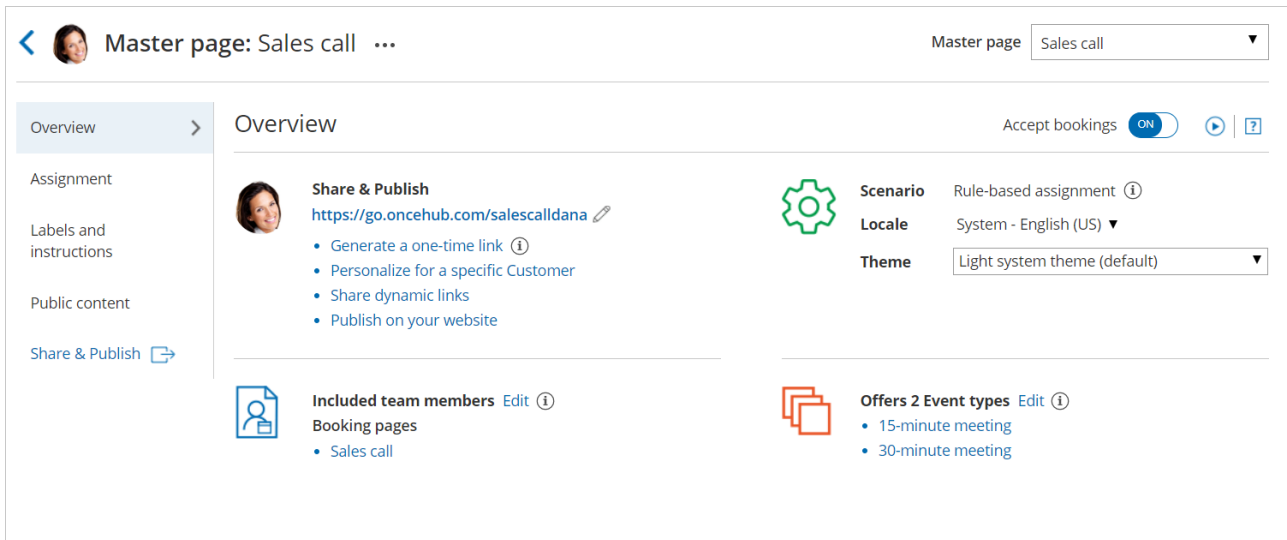 Master page: Sales call ...
Master page Sales call
Overview
Assignment
Labels and
instructions
Public content
Share & Publish
Overview
Accept bookings ON
?
Share & Publish
https://go.oncehub.com/salescalldana
Generate a one-time link i
Personalize for a specific Customer
Share dynamic links
Publish on your website
Scenario Rule-based assignment i
Locale System - English (US)
Theme Light system theme (default)
Included team members Edit i
Booking pages
Sales call
Offers 2 Event types Edit i
15-minute meeting
30-minute meeting